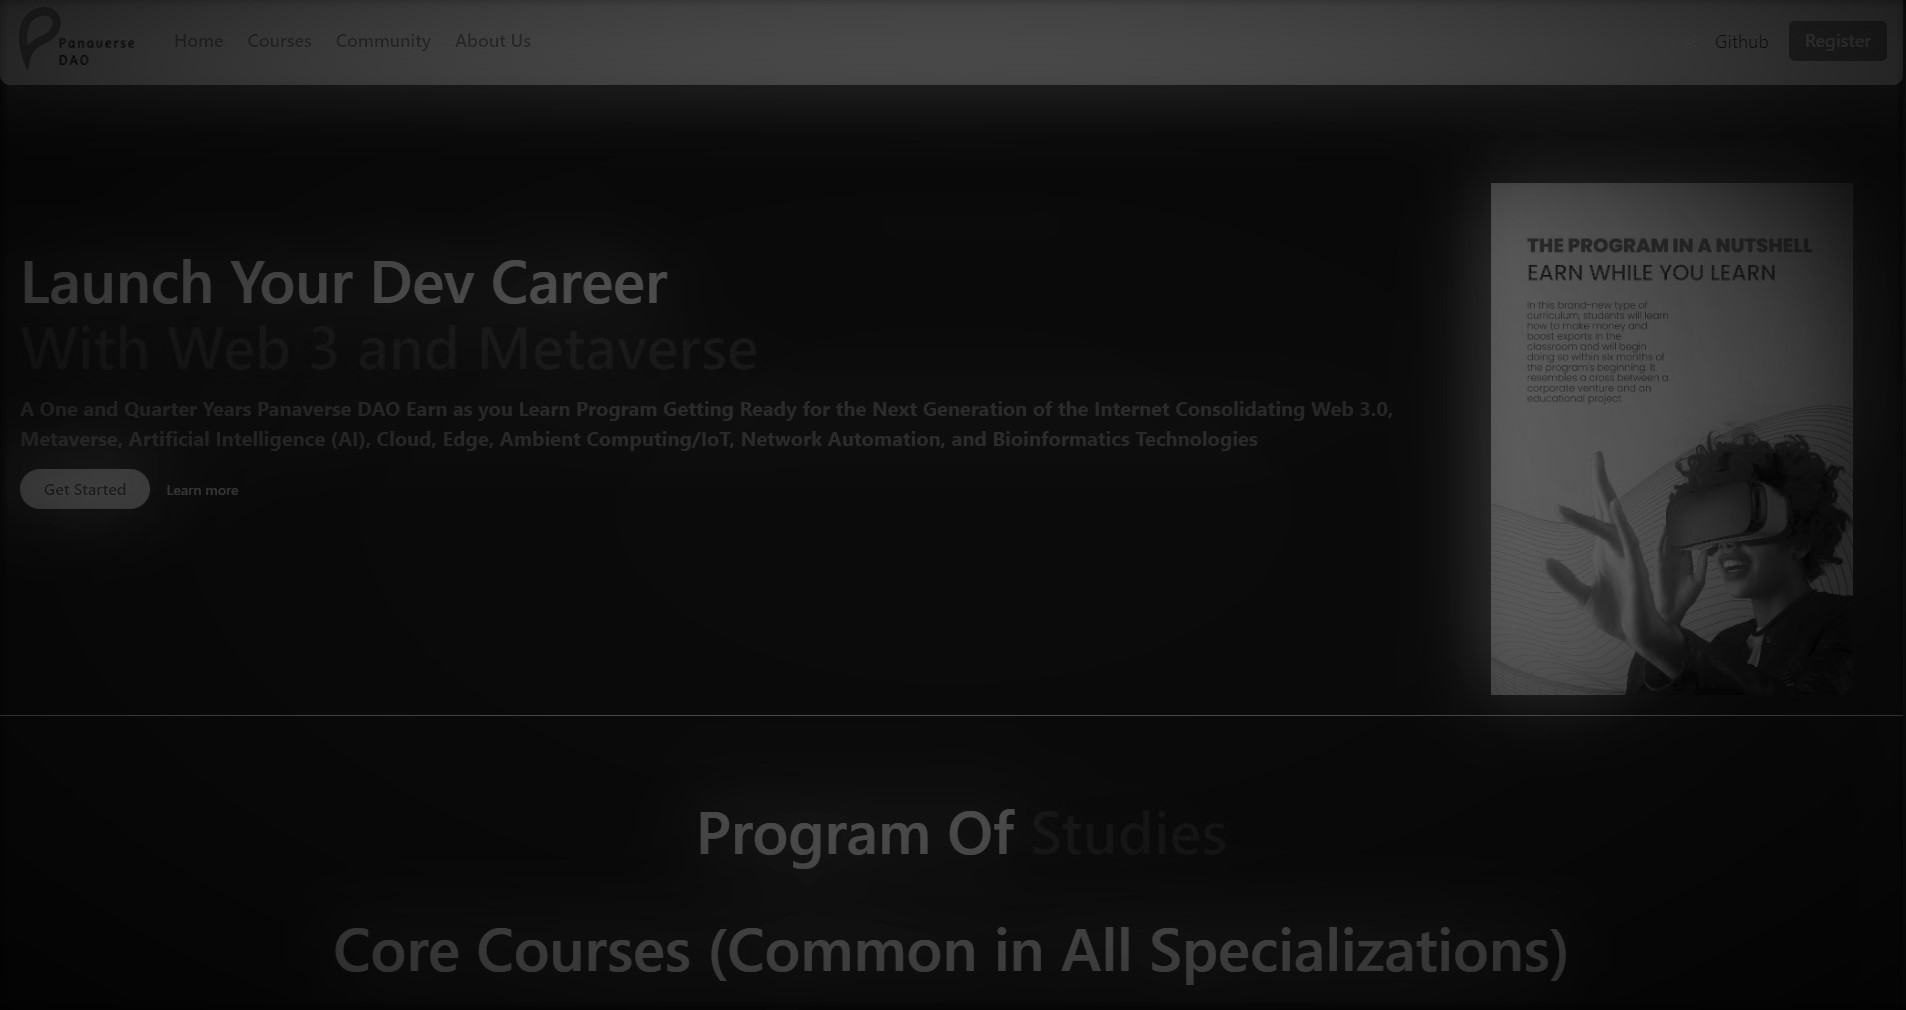 Panaverse
DAO
Home
Courses
Community
About Us
Github
Register
Launch Your Dev Career
With Web 3 and Metaverse
A One and Quarter Years Panaverse DAO Earn as you Learn Program Getting Ready for the Next Generation of the Internet Consolidating Web 3.0,
Metaverse, Artificial Intelligence (AI), Cloud, Edge, Ambient Computing/IoT, Network Automation, and Bioinformatics Technologies
Get Started
Learn more
THE PROGRAM IN A NUTSHELL
EARN WHILE YOU LEARN
In this brand-new type of
curriculum, students will learn
how to make money and
boost exports in the
classroom and will begin
doing so within six months of
the program's beginning. It
resembles a cross between a
corporate venture and an
educational project
Program Of Studies
Core Courses (Common in All Specializations)